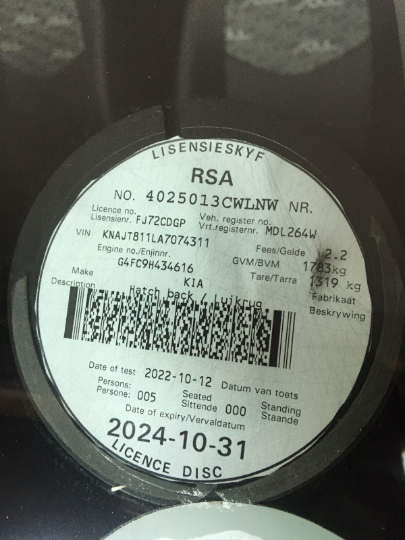 LISENSIESKYF
RSA
NO. 4025013CWLNW NR.
Licence no. Veh. register no.
Lisensienr. FJ72CDGP Vrt.registernr. MDL264W
VIN KNAJT811LA7074311 Fees/Gelde 2.2
Engine no./Enjinnr. GVM/BVM 1783kg
G4FC9H434616 Tare/Tarra 1319 kg
Make KIA Fabrikaat
Description Hatch back / Luikrug Beskrywing
Date of test 2022-10-12 Datum van toets
Persons: Seated Standing
Persone: 005 Sittende 000 Staande
Date of expiry/Vervaldatum
2024-10-31
LICENCE DISC